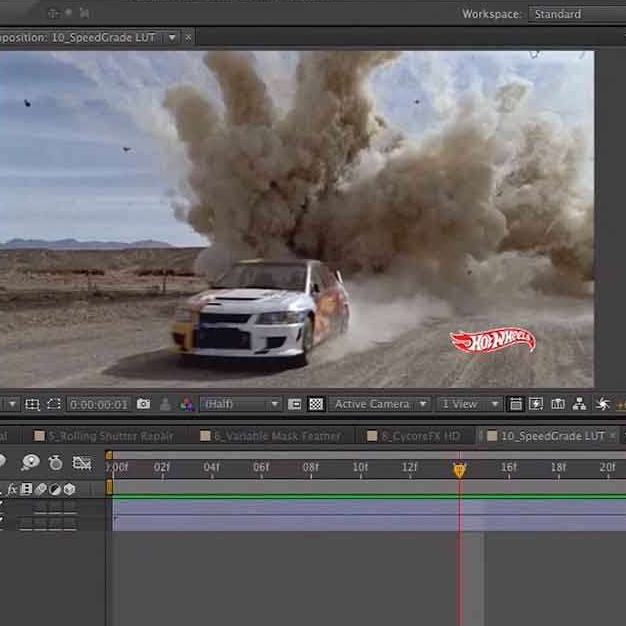 Workspace: Standard
position: 10_SpeedGrade LUT
HOT WHEELS
0:00:00:01 (Half) Active Camera 1 View
al 5_Rolling Shutter Repair 6_Variable Mask Feather 8_CycoreFX HD 10_SpeedGrade LUT
:00f 02f 04f 06f 08f 10f 12f 16f 18f 20f
fx